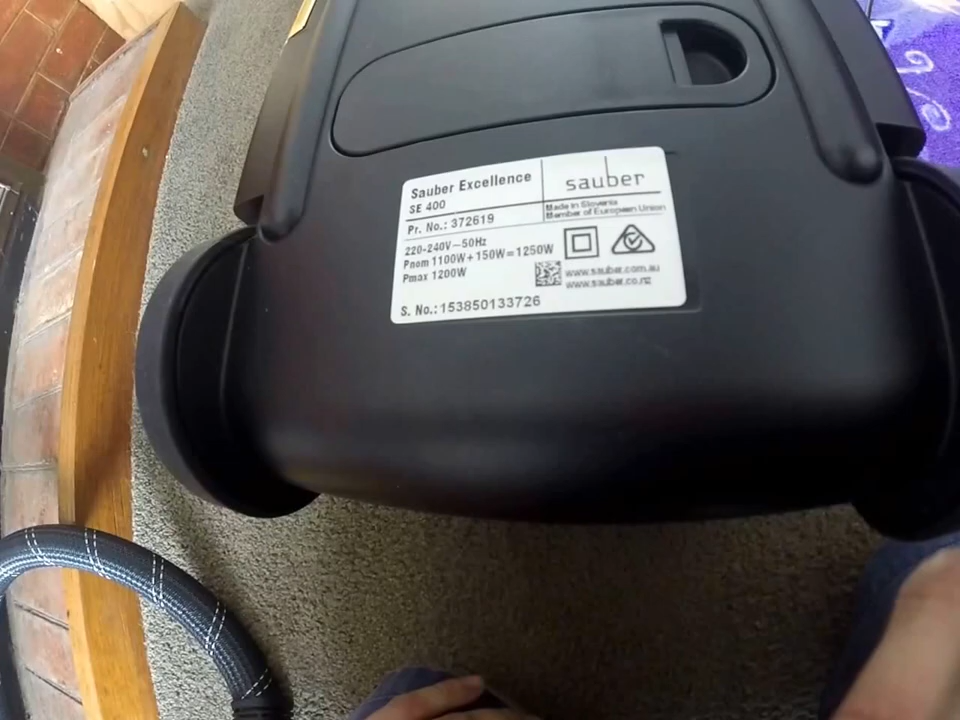 Sauber Excellence
SE 400
sauber
Made in Slovenia
Member of European Union
Pr. No.: 372619
220-240V—50Hz
Pnom 1100W+150W=1250W
Pmax 1200W
www.sauber.com.au
www.sauber.co.nz
S. No.: 153850133726